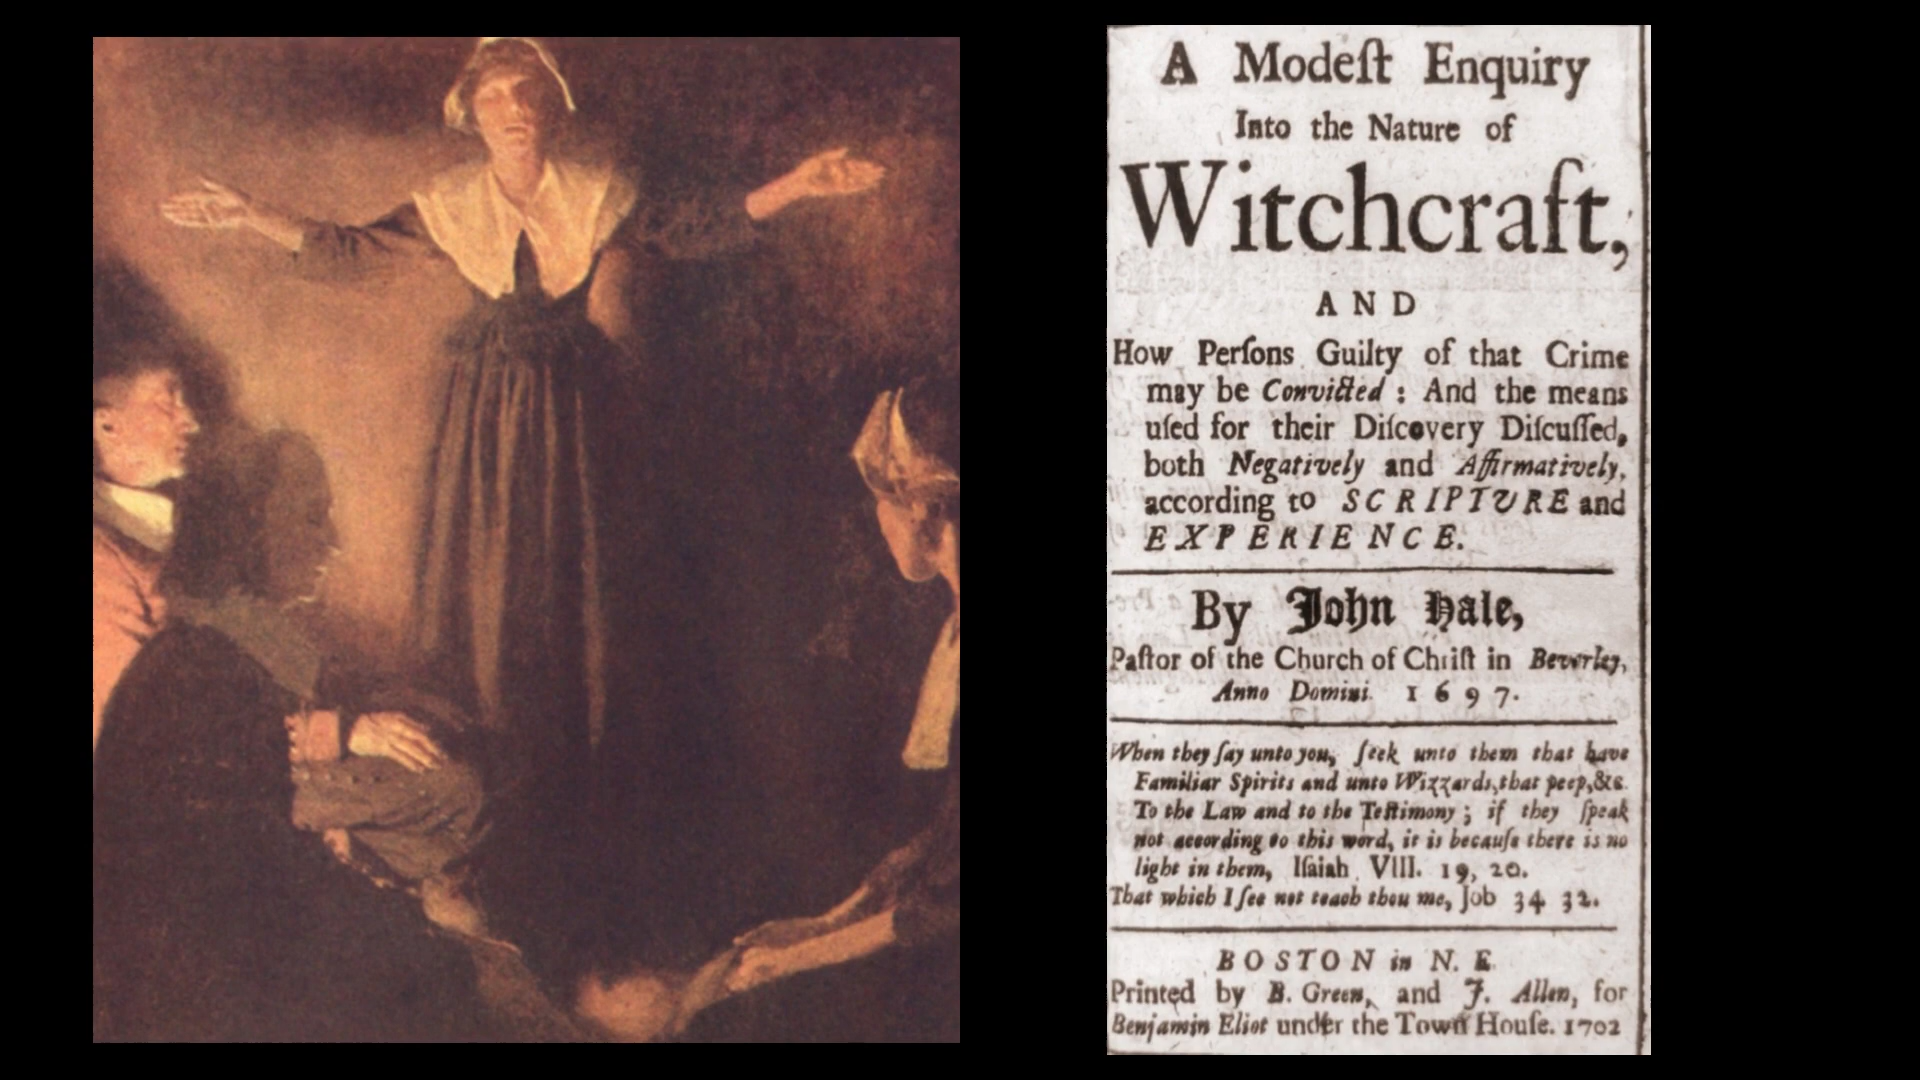 A Modeſt Enquiry
Into the Nature of
Witchcraft,
AND
How Perſons Guilty of that Crime
may be Convicted : And the means
uſed for their Diſcovery Diſcuſſed,
both Negatively and Affirmatively,
according to SCRIPTURE and
EXPERIENCE.
By John Hale,
Paſtor of the Church of Chriſt in Beverley,
Anno Domini 1697.
When they ſay unto you, ſeek unto them that have
Familiar Spirits and unto Wizzards, that peep, &c.
To the Law and to the Teſtimony ; if they ſpeak
not according to this word, it is becauſe there is no
light in them, Iſaiah VIII. 19, 20.
That which I ſee not teach thou me, Job 34 32.
BOSTON in N. E.
Printed by B. Green, and J. Allen, for
Benjamin Eliot under the Town Houſe. 1702